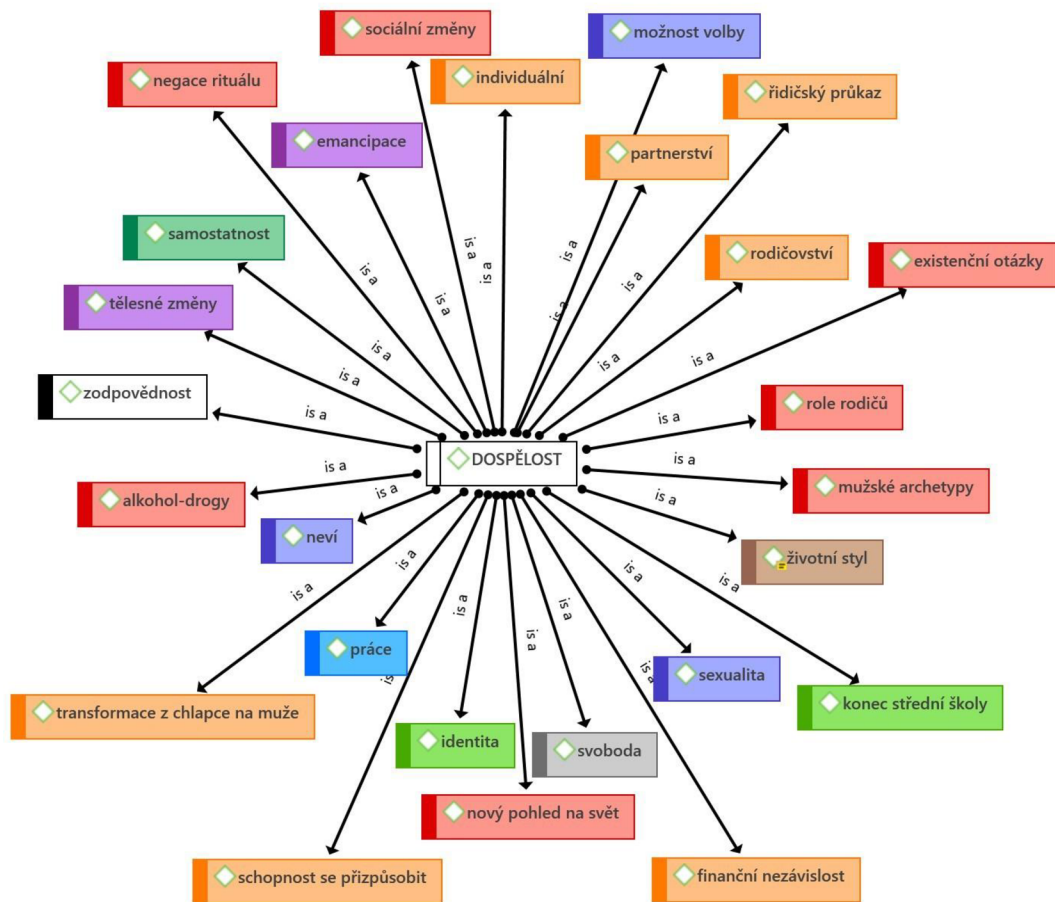 sociální změny
možnost volby
negace rituálu
individuální
řidičský průkaz
emancipace
partnerství
samostatnost
rodičovství
existenční otázky
tělesné změny
is a
is a
is a
is a
is a
is a
is a
is a
is a
is a
is a
is a
zodpovědnost
is a
role rodičů
is a
DOSPĚLOST
is a
alkohol-drogy
is a
mužské archetypy
is a
neví
is a
životní styl
is a
is a
is a
is a
is a
is a
práce
is a
is a
is a
sexualita
transformace z chlapce na muže
konec střední školy
identita
svoboda
nový pohled na svět
schopnost se přizpůsobit
finanční nezávislost